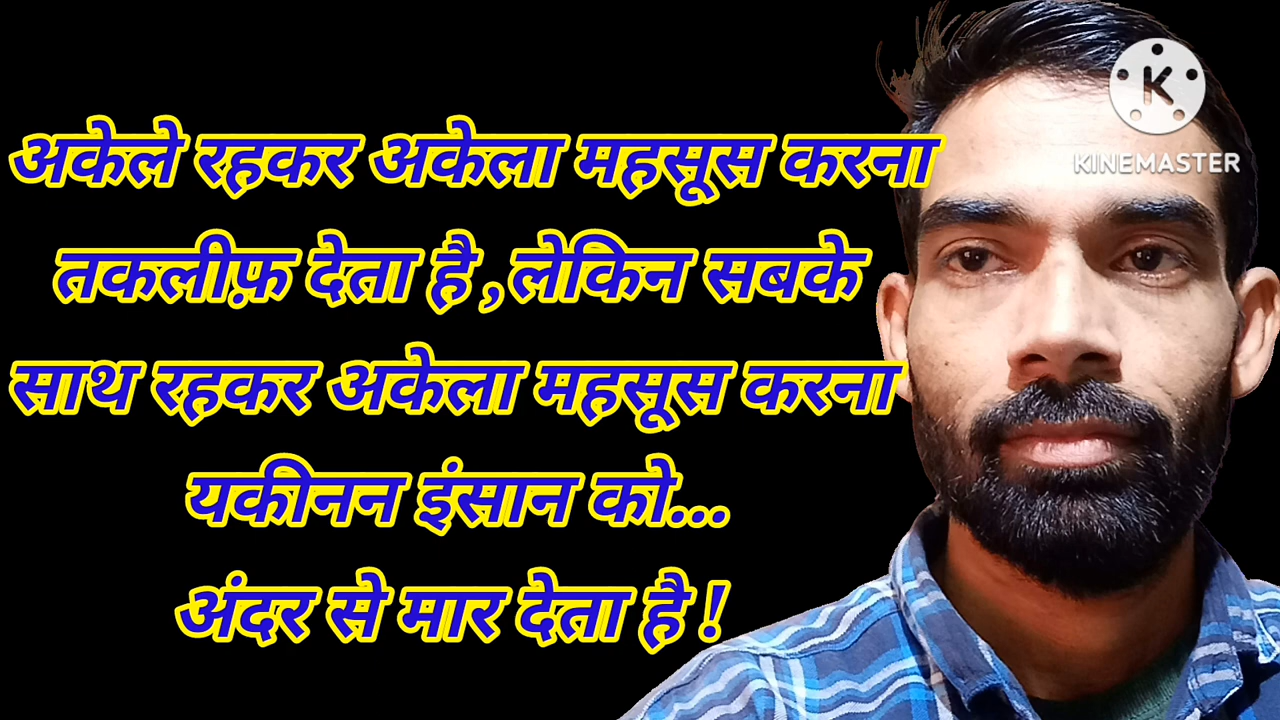 अकेले रहकर अकेला महसूस करना
तकलीफ़ देता है ,लेकिन सबके
साथ रहकर अकेला महसूस करना
यकीनन इंसान को...
अंदर से मार देता है !
K
KINEMASTER